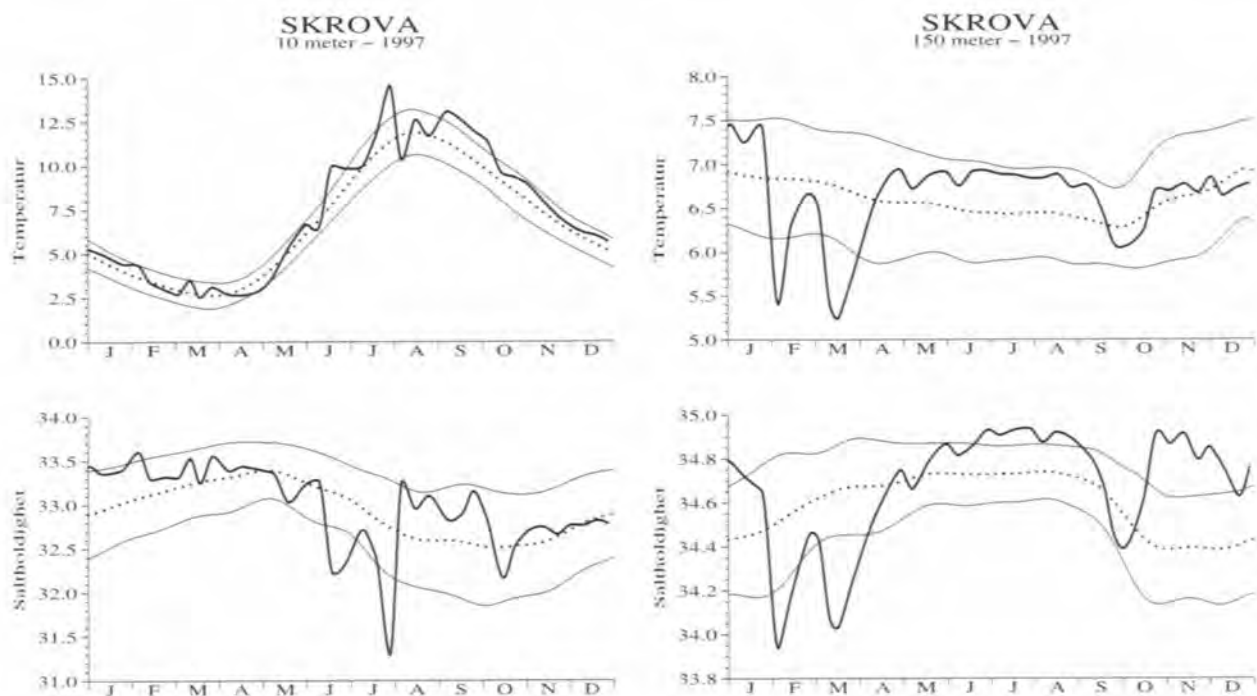 SKROVA
10 meter – 1997
Temperatur
15.0
12.5
10.0
7.5
5.0
2.5
0.0
J F M A M J J A S O N D
SKROVA
150 meter – 1997
Temperatur
8.0
7.5
7.0
6.5
6.0
5.5
5.0
J F M A M J J A S O N D
Saltholdighet
34.0
33.5
33.0
32.5
32.0
31.5
31.0
J F M A M J J A S O N D
Saltholdighet
35.0
34.8
34.6
34.4
34.2
34.0
33.8
J F M A M J J A S O N D